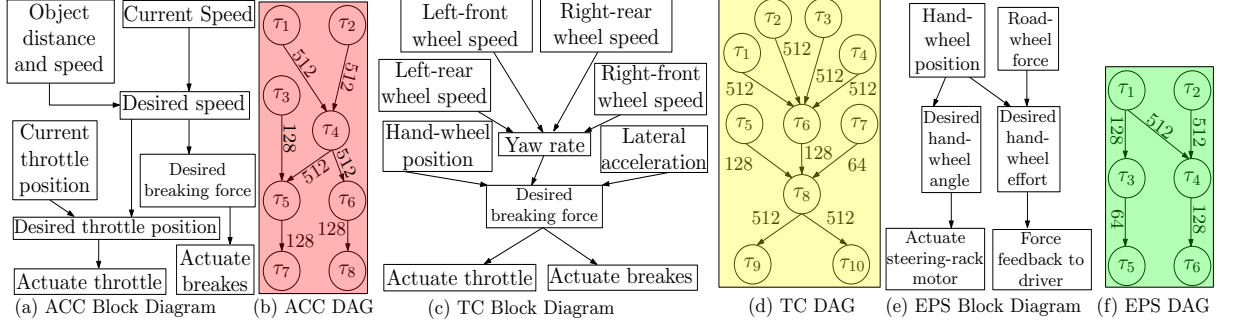 Object
distance
and speed
Current Speed
Desired speed
Current
throttle
position
Desired
breaking force
Desired throttle position
Actuate throttle
Actuate
breakes
(a) ACC Block Diagram
τ1
τ2
512
512
τ3
τ4
128
512
512
τ5
τ6
128
128
τ7
τ8
(b) ACC DAG
Left-front
wheel speed
Right-rear
wheel speed
Left-rear
wheel speed
Right-front
wheel speed
Hand-wheel
position
Yaw rate
Lateral
acceleration
Desired
breaking force
Actuate throttle
Actuate breakes
(c) TC Block Diagram
τ2
τ3
τ1
τ4
512
512
512
512
τ5
τ6
τ7
128
128
64
τ8
512
512
τ9
τ10
(d) TC DAG
Hand-
wheel
position
Road-
wheel
force
Desired
hand-
wheel
angle
Desired
hand-
wheel
effort
Actuate
steering-rack
motor
Force
feedback to
driver
(e) EPS Block Diagram
τ1
τ2
128
512
512
τ3
τ4
64
128
τ5
τ6
(f) EPS DAG